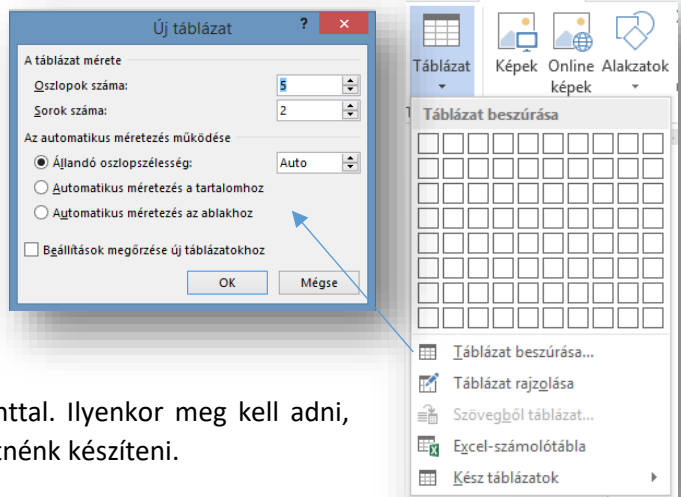 Új táblázat ? ×
A táblázat mérete
Oszlopok száma: 5
Sorok száma: 2
Az automatikus méretezés működése
Állandó oszlopszélesség: Auto
Automatikus méretezés a tartalomhoz
Automatikus méretezés az ablakhoz
Beállítások megőrzése új táblázatokhoz
OK Mégse
Táblázat Képek Online képek Alakzatok
Táblázat beszúrása
Táblázat beszúrása...
Táblázat rajzolása
Szövegből táblázat...
Excel-számolótábla
Kész táblázatok
Ilyenkor meg kell adni,
készíteni.